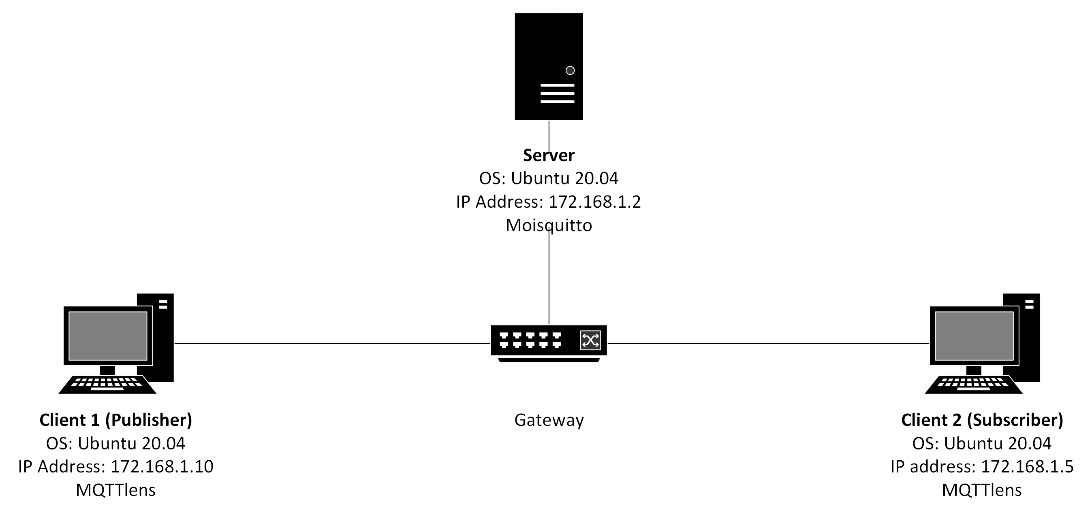 Server
OS: Ubuntu 20.04
IP Address: 172.168.1.2
Moisquitto
Client 1 (Publisher)
OS: Ubuntu 20.04
IP Address: 172.168.1.10
MQTTlens
Gateway
Client 2 (Subscriber)
OS: Ubuntu 20.04
IP address: 172.168.1.5
MQTTlens